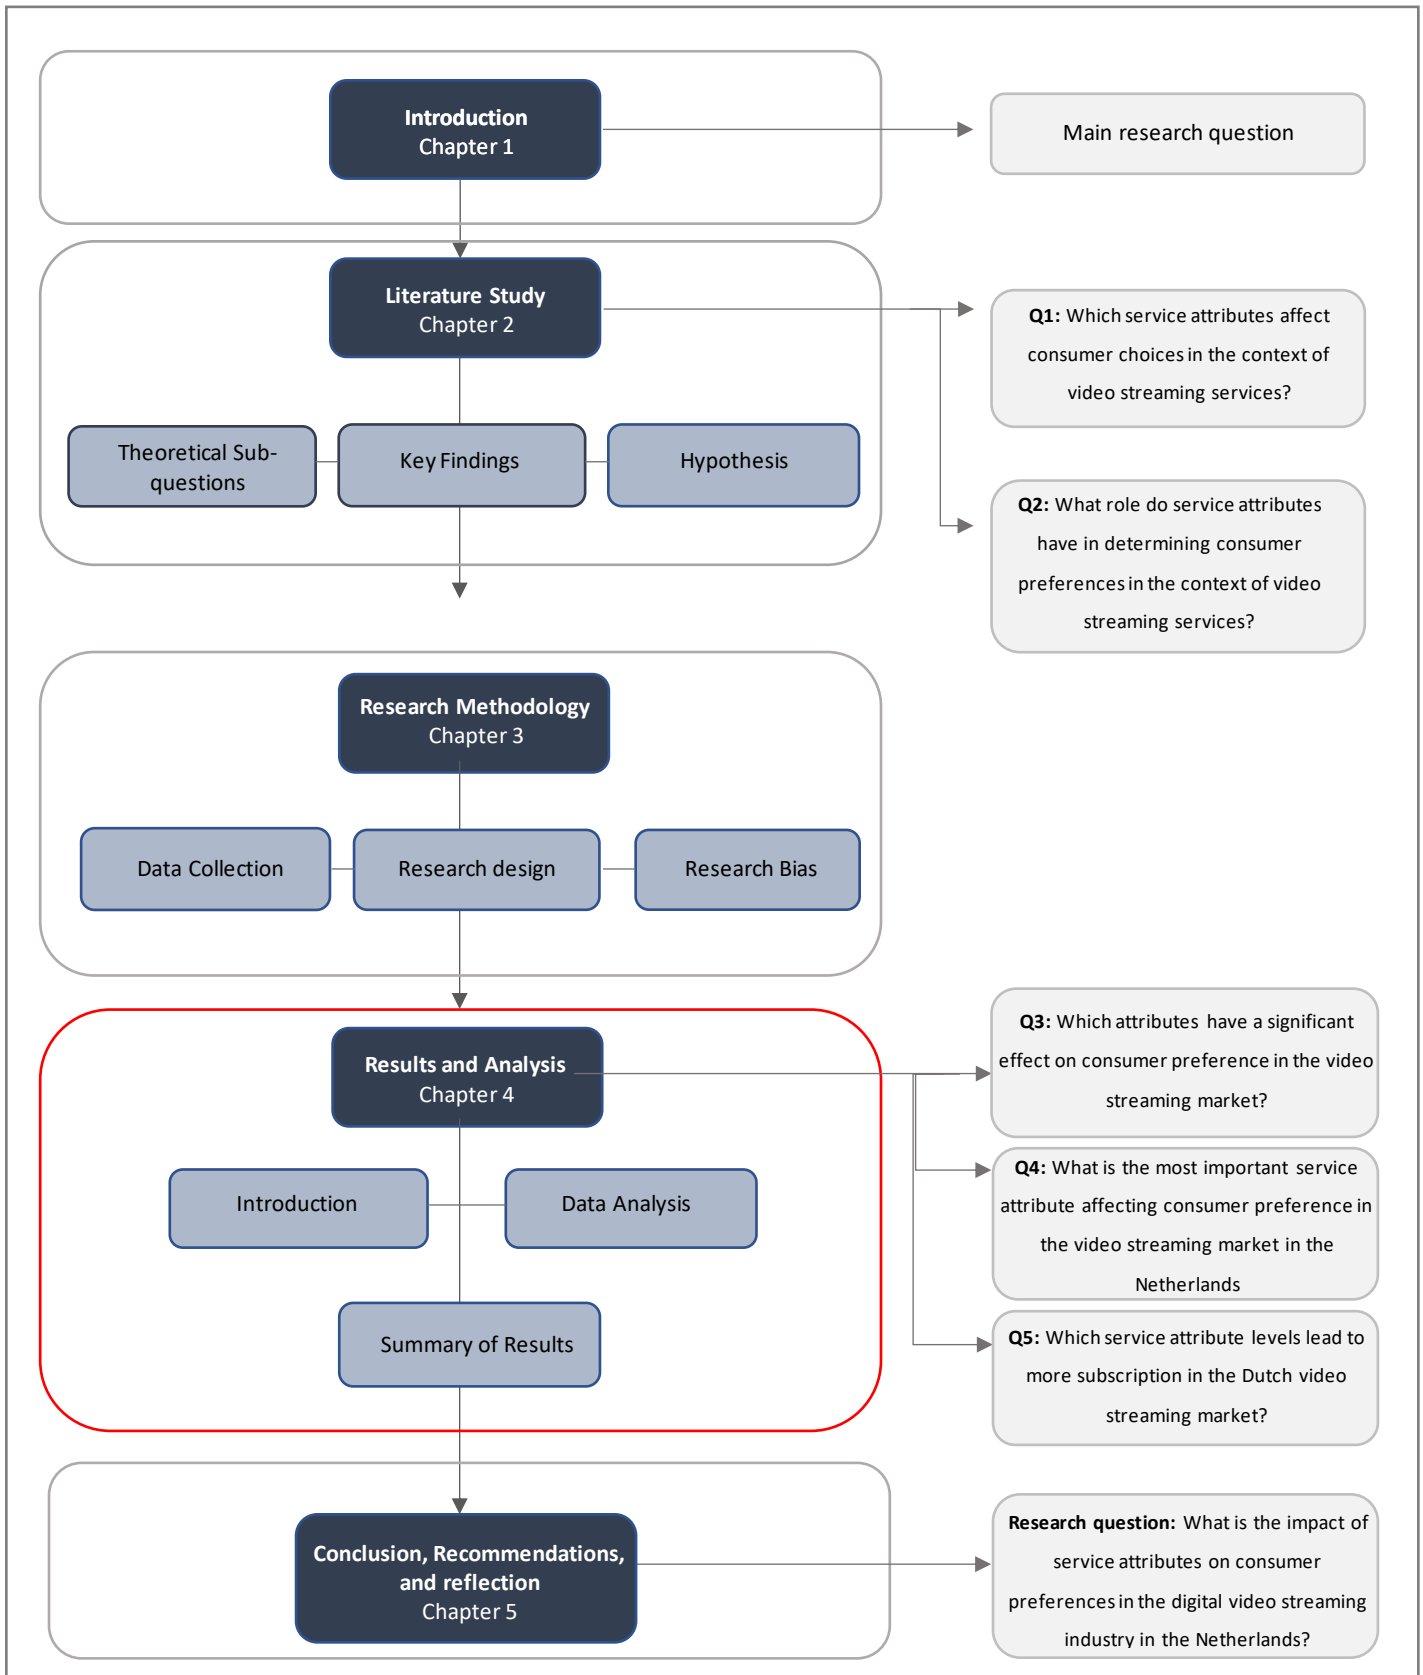 Introduction
Chapter 1
Main research question
Literature Study
Chapter 2
Q1: Which service attributes affect
consumer choices in the context of
video streaming services?
Theoretical Sub-
questions
Key Findings
Hypothesis
Q2: What role do service attributes
have in determining consumer
preferences in the context of video
streaming services?
Research Methodology
Chapter 3
Data Collection
Research design
Research Bias
Results and Analysis
Chapter 4
Q3: Which attributes have a significant
effect on consumer preference in the video
streaming market?
Introduction
Data Analysis
Q4: What is the most important service
attribute affecting consumer preference in
the video streaming market in the
Netherlands
Summary of Results
Q5: Which service attribute levels lead to
more subscription in the Dutch video
streaming market?
Conclusion, Recommendations,
and reflection
Chapter 5
Research question: What is the impact of
service attributes on consumer
preferences in the digital video streaming
industry in the Netherlands?